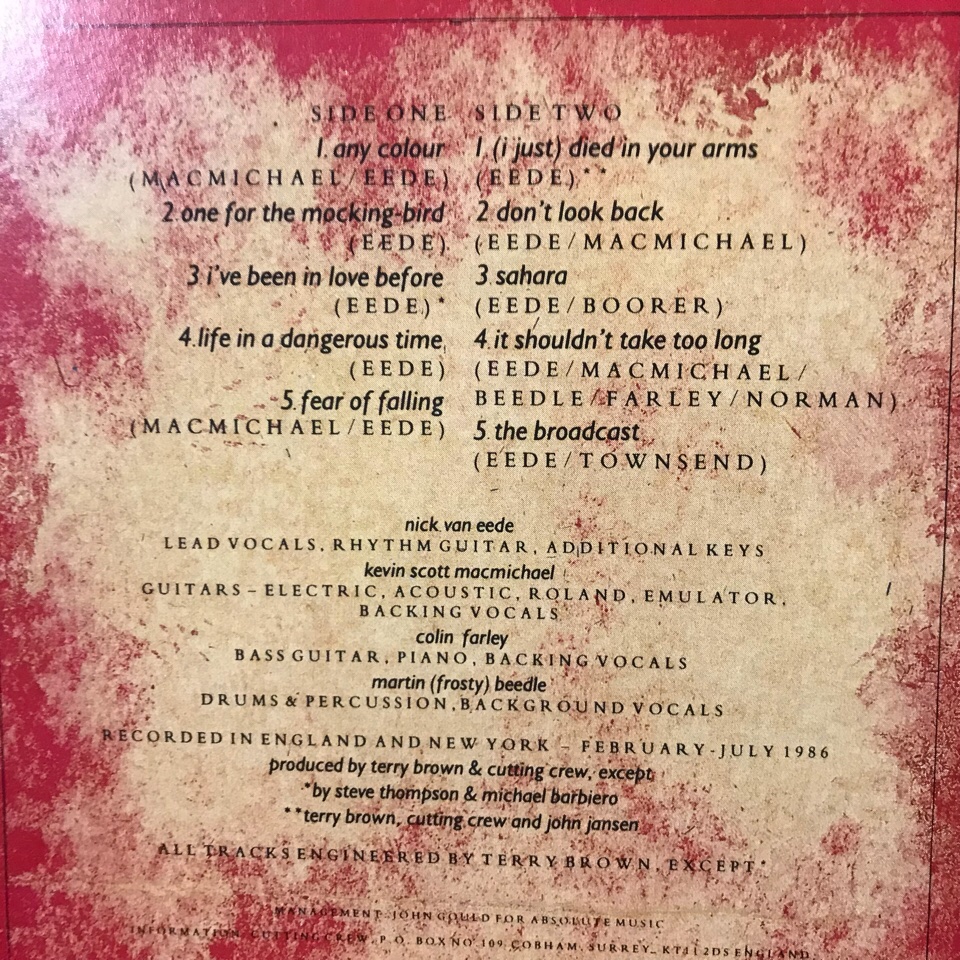 SIDE ONE
1. any colour
(MACMICHAEL/EEDE)
2 one for the mocking-bird
(EEDE)
3 i've been in love before
(EEDE)*
4. life in a dangerous time
(EEDE)
5. fear of falling
(MACMICHAEL/EEDE)
SIDE TWO
1 (i just) died in your arms
(EEDE)**
2 don't look back
(EEDE/MACMICHAEL)
3 sahara
(EEDE/BOORER)
4. it shouldn't take too long
(EEDE/MACMICHAEL/
BEEDLE/FARLEY/NORMAN)
5 the broadcast
(EEDE/TOWNSEND)
nick van eede
LEAD VOCALS, RHYTHM GUITAR, ADDITIONAL KEYS
kevin scott macmichael
GUITARS – ELECTRIC, ACOUSTIC, ROLAND, EMULATOR,
BACKING VOCALS
colin farley
BASS GUITAR, PIANO, BACKING VOCALS
martin (frosty) beedle
DRUMS & PERCUSSION, BACKGROUND VOCALS
RECORDED IN ENGLAND AND NEW YORK – FEBRUARY-JULY 1986
produced by terry brown & cutting crew, except
*by steve thompson & michael barbiero
**terry brown, cutting crew and john jansen
ALL TRACKS ENGINEERED BY TERRY BROWN, EXCEPT*
MANAGEMENT: JOHN GOULD FOR ABSOLUTE MUSIC
INFORMATION, CUTTING CREW, P.O. BOX NO 109 COBHAM, SURREY, KT11 2DS ENGLAND